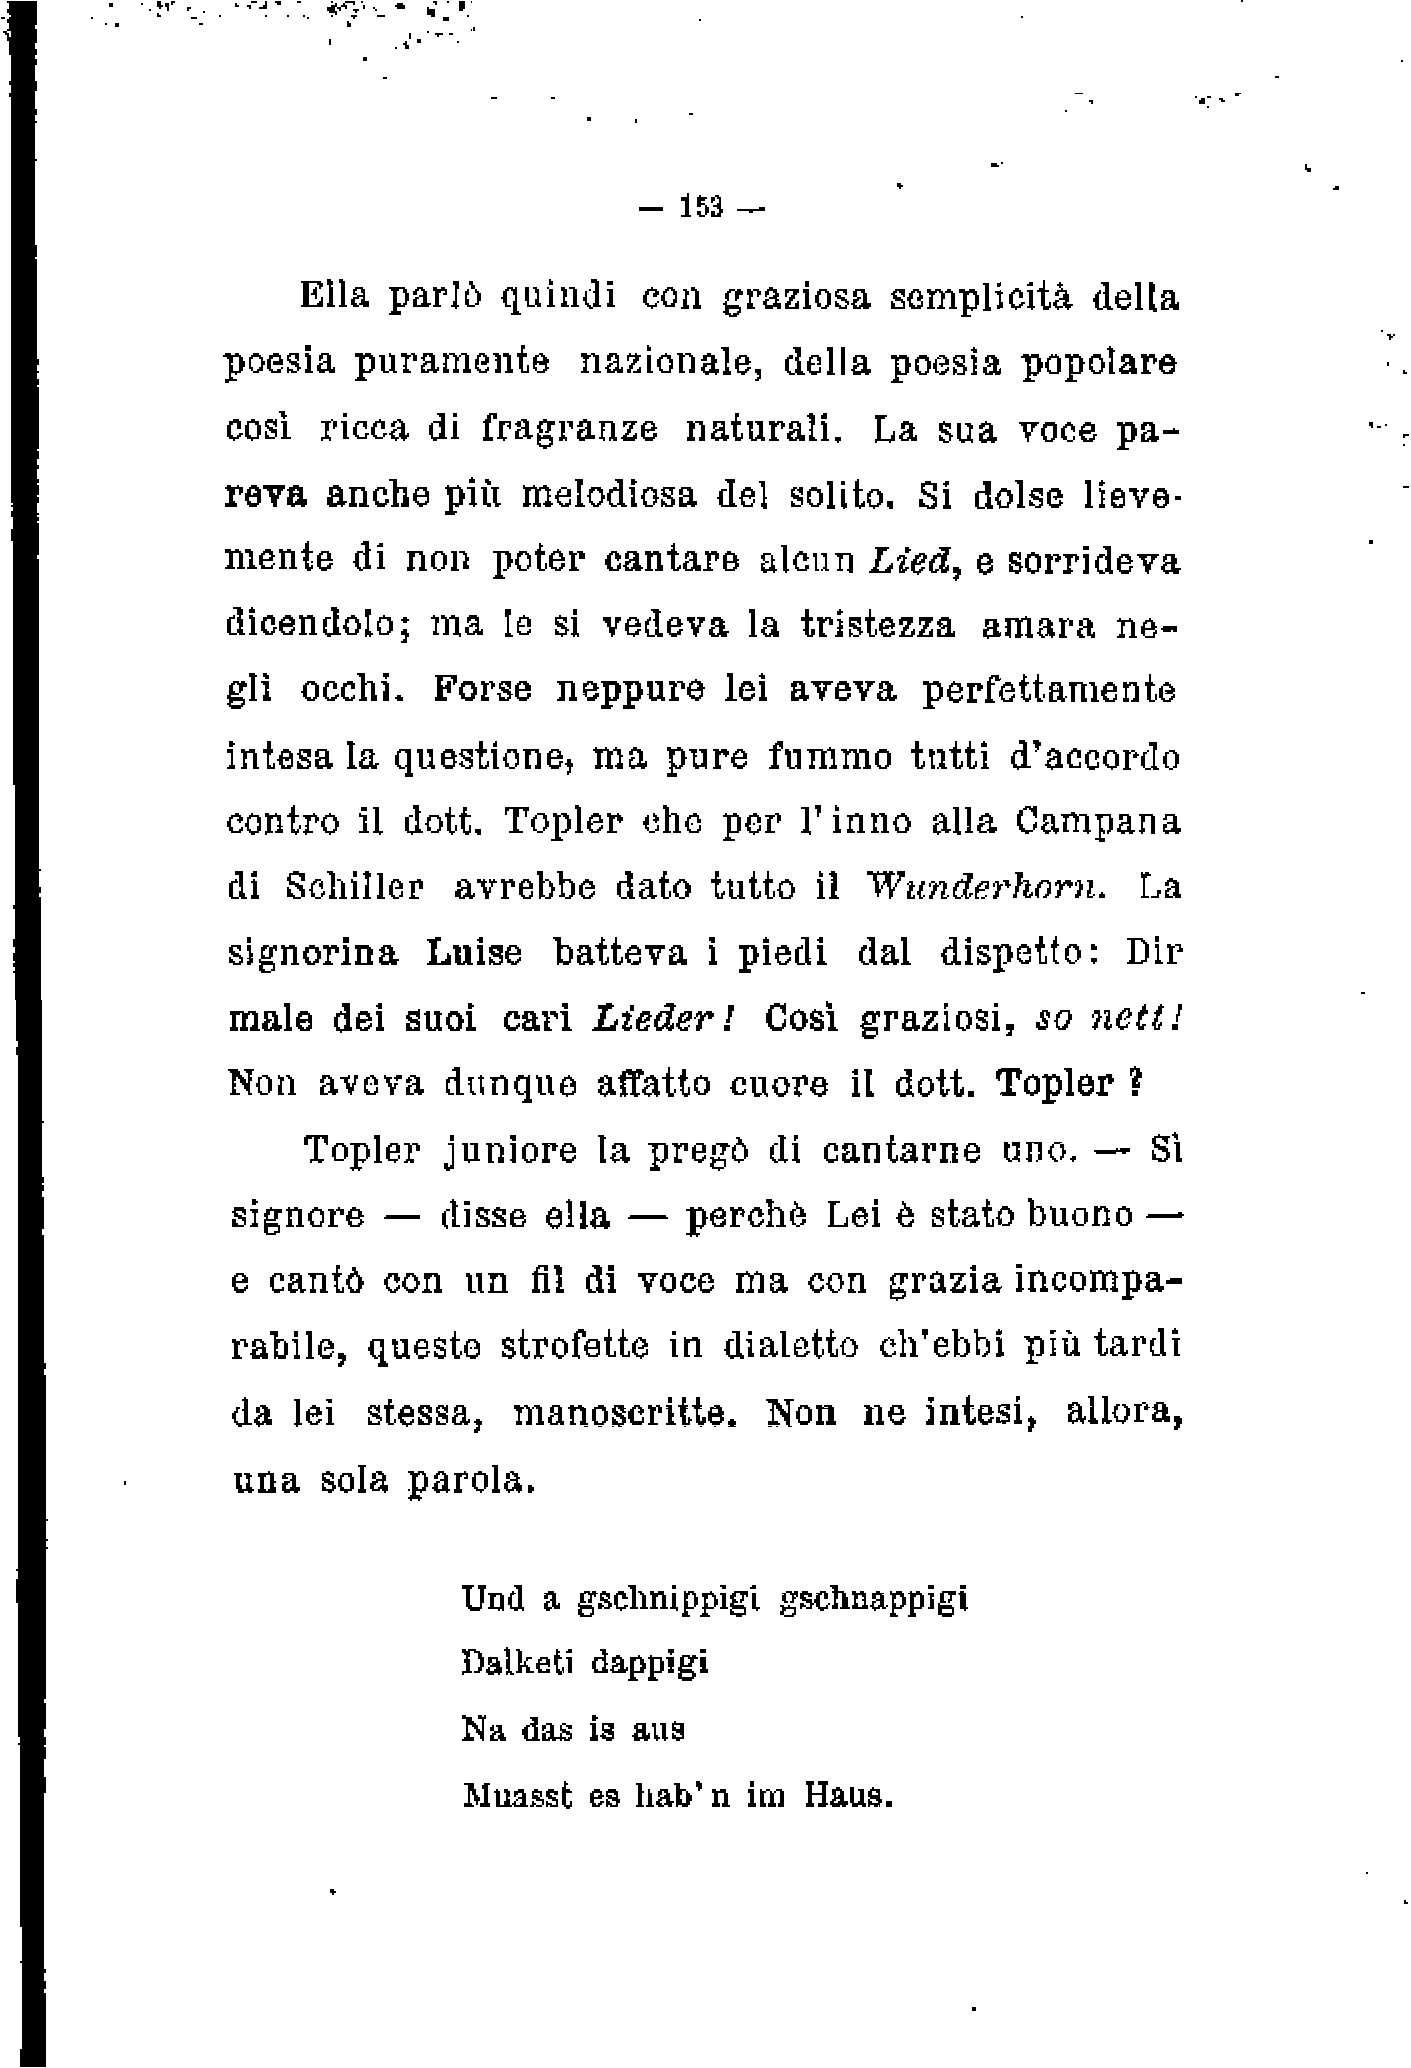 — 153 —
Ella parlò quindi con graziosa semplicità della
poesia puramente nazionale, della poesia popolare
così ricca di fragranze naturali. La sua voce pa-
reva anche più melodiosa del solito. Si dolse lieve-
mente di non poter cantare alcun Lied, e sorrideva
dicendolo; ma le si vedeva la tristezza amara ne-
gli occhi. Forse neppure lei aveva perfettamente
intesa la questione, ma pure fummo tutti d'accordo
contro il dott. Topler che per l'inno alla Campana
di Schiller avrebbe dato tutto il Wunderhorn. La
signorina Luise batteva i piedi dal dispetto: Dir
male dei suoi cari Lieder! Così graziosi, so nett!
Non aveva dunque affatto cuore il dott. Topler?
Topler juniore la pregò di cantarne uno. — Sì
signore — disse ella — perchè Lei è stato buono —
e cantò con un fil di voce ma con grazia incompa-
rabile, queste strofette in dialetto ch'ebbi più tardi
da lei stessa, manoscritte. Non ne intesi, allora,
una sola parola.
Und a gschnippigi gschnappigi
Dalketi dappigi
Na das is aus
Muasst es hab'n im Haus.